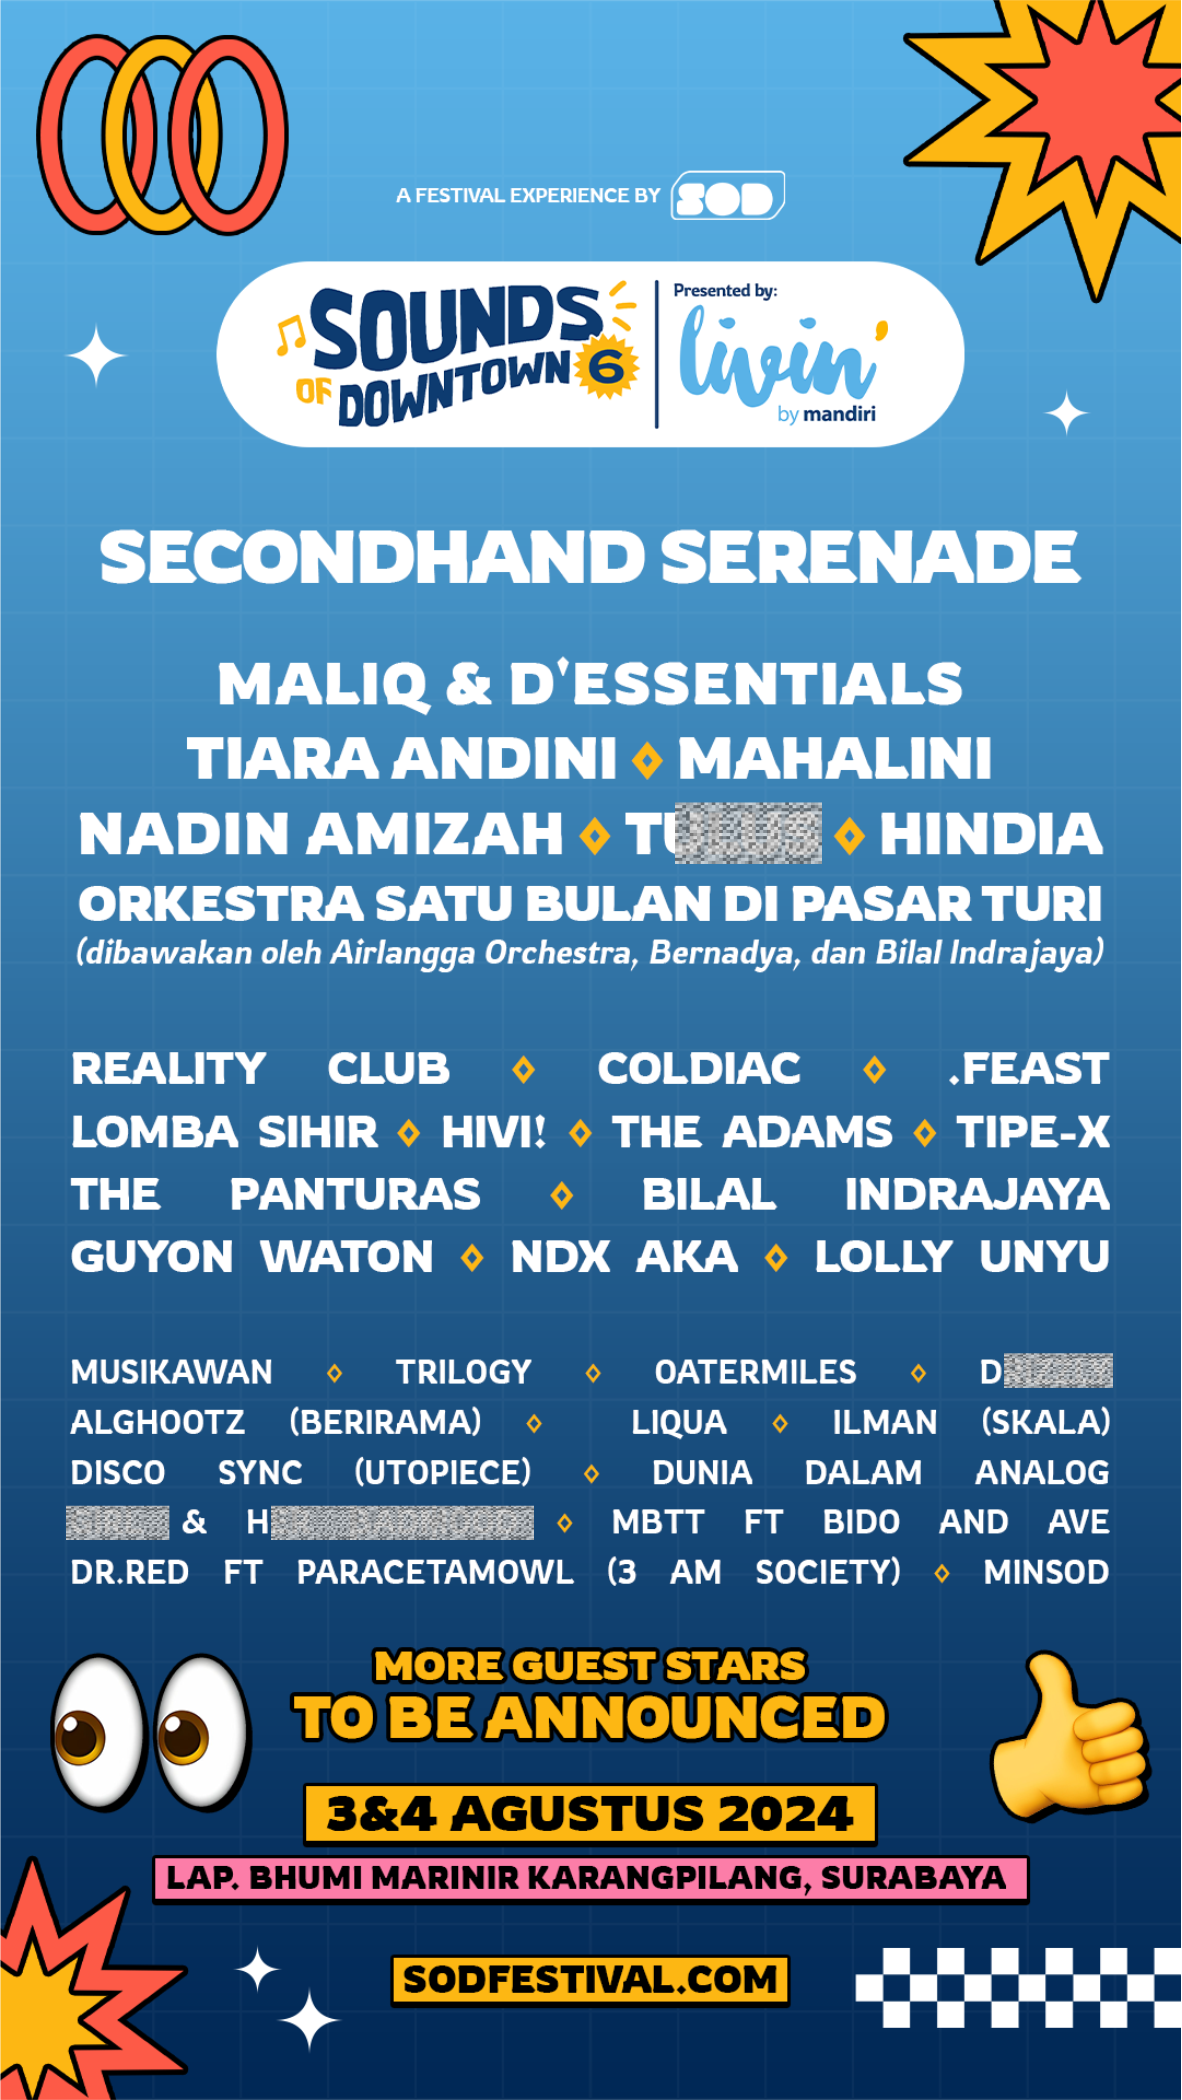 A FESTIVAL EXPERIENCE BY SOD
SOUNDS OF DOWNTOWN 6
Presented by:
livin'
by mandiri
SECONDHAND SERENADE
MALIQ & D'ESSENTIALS
TIARA ANDINI ◇ MAHALINI
NADIN AMIZAH ◇ ◇ HINDIA
ORKESTRA SATU BULAN DI PASAR TURI
(dibawakan oleh Airlangga Orchestra, Bernadya, dan Bilal Indrajaya)
REALITY CLUB ◇ COLDIAC ◇ .FEAST
LOMBA SIHIR ◇ HIVI! ◇ THE ADAMS ◇ TIPE-X
THE PANTURAS ◇ BILAL INDRAJAYA
GUYON WATON ◇ NDX AKA ◇ LOLLY UNYU
MUSIKAWAN ◇ TRILOGY ◇ OATERMILES ◇
ALGHOOTZ (BERIRAMA) ◇ LIQUA ◇ ILMAN (SKALA)
DISCO SYNC (UTOPIECE) ◇ DUNIA DALAM ANALOG
& ◇ MBTT FT BIDO AND AVE
DR.RED FT PARACETAMOWL (3 AM SOCIETY) ◇ MINSOD
MORE GUEST STARS
TO BE ANNOUNCED
3&4 AGUSTUS 2024
LAP. BHUMI MARINIR KARANGPILANG, SURABAYA
SODFESTIVAL.COM